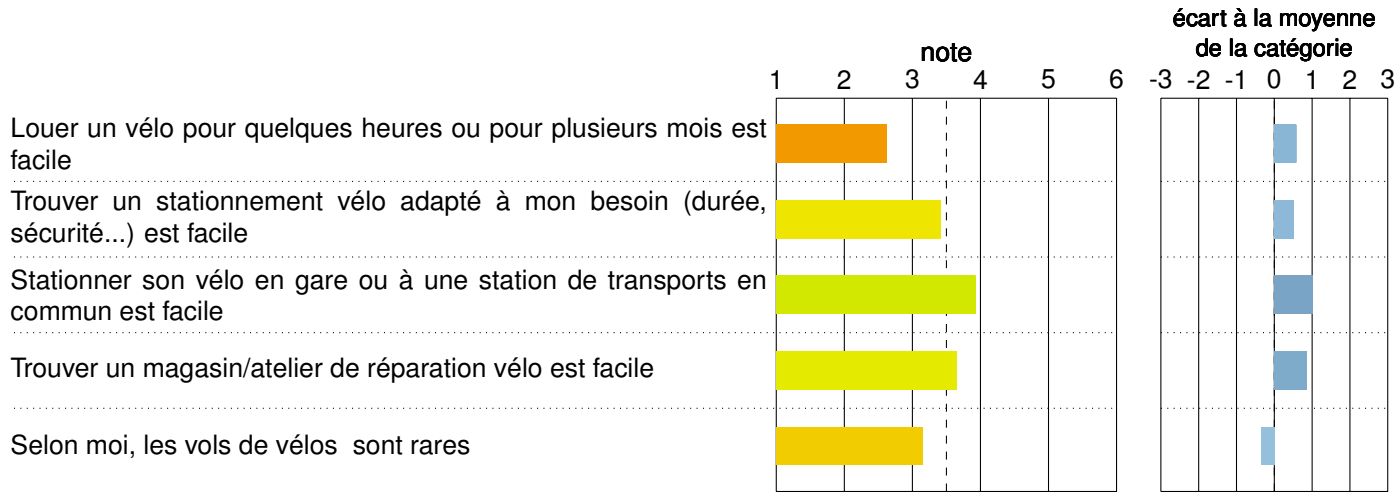 écart à la moyenne
de la catégorie
note
1 2 3 4 5 6
-3 -2 -1 0 1 2 3
Louer un vélo pour quelques heures ou pour plusieurs mois est
facile
Trouver un stationnement vélo adapté à mon besoin (durée,
sécurité...) est facile
Stationner son vélo en gare ou à une station de transports en
commun est facile
Trouver un magasin/atelier de réparation vélo est facile
Selon moi, les vols de vélos sont rares